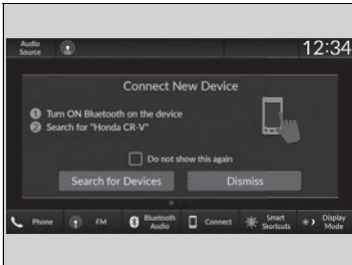 Audio
Source
12:34
Connect New Device
1 Turn ON Bluetooth on the device
2 Search for "Honda CR-V"
Do not show this again
Search for Devices
Dismiss
Phone
FM
Bluetooth
Audio
Connect
Smart
Shortcuts
Display
Mode